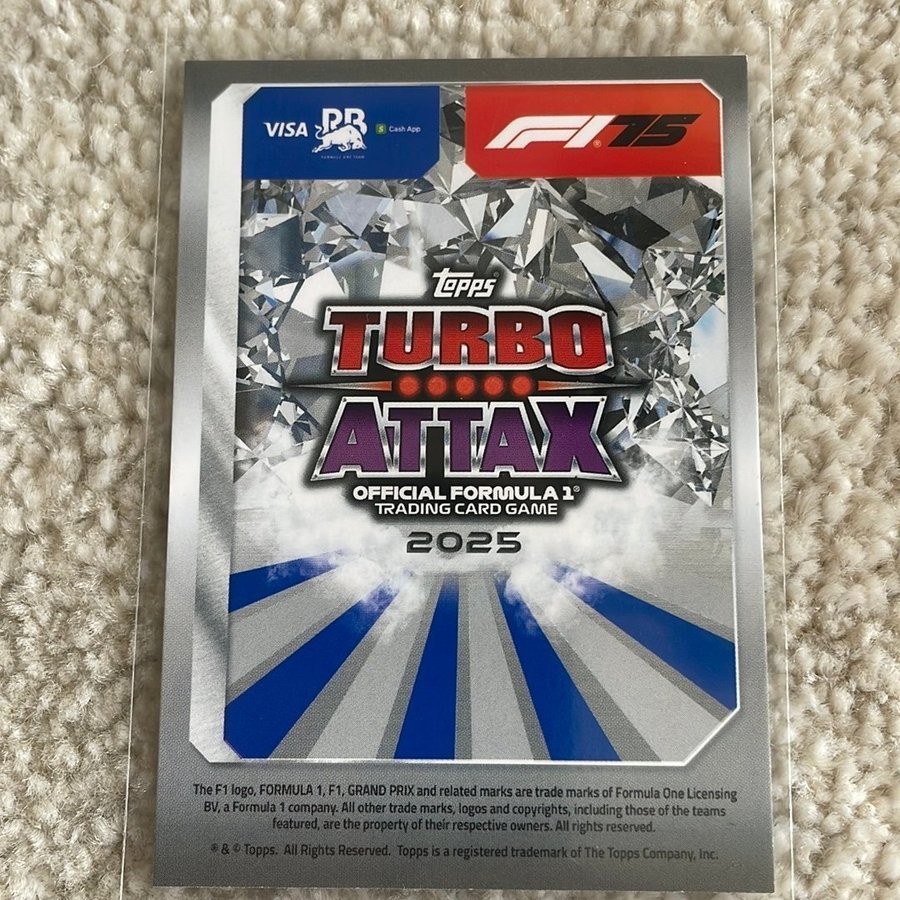 VISA RB Cash App
FORMULA ONE TEAM
F1 75
Topps
TURBO
ATTAX
OFFICIAL FORMULA 1®
TRADING CARD GAME
2025
The F1 logo, FORMULA 1, F1, GRAND PRIX and related marks are trade marks of Formula One Licensing
BV, a Formula 1 company. All other trade marks, logos and copyrights, including those of the teams
featured, are the property of their respective owners. All rights reserved.
® & © Topps. All Rights Reserved. Topps is a registered trademark of The Topps Company, Inc.